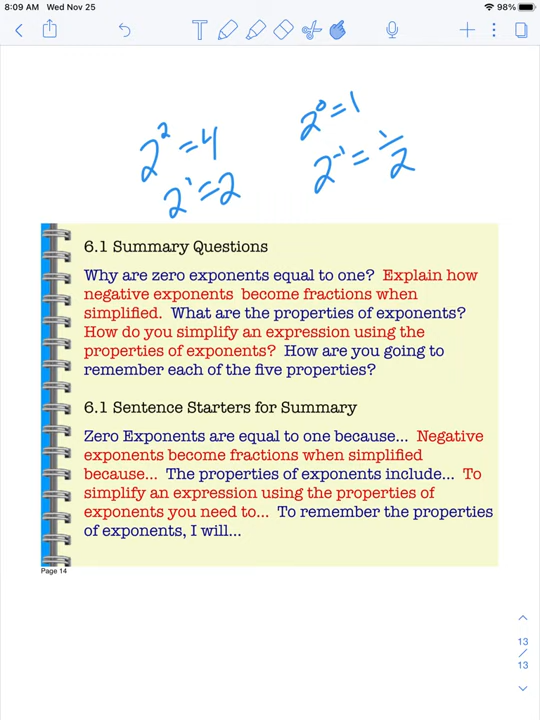 8:09 AM Wed Nov 25
98%
T
2² = 4
2⁰ = 1
2¹ = 2
2⁻¹ = 1/2
6.1 Summary Questions
Why are zero exponents equal to one? Explain how
negative exponents become fractions when
simplified. What are the properties of exponents?
How do you simplify an expression using the
properties of exponents? How are you going to
remember each of the five properties?
6.1 Sentence Starters for Summary
Zero Exponents are equal to one because... Negative
exponents become fractions when simplified
because... The properties of exponents include... To
simplify an expression using the properties of
exponents you need to... To remember the properties
of exponents, I will...
Page 14
13
/
13